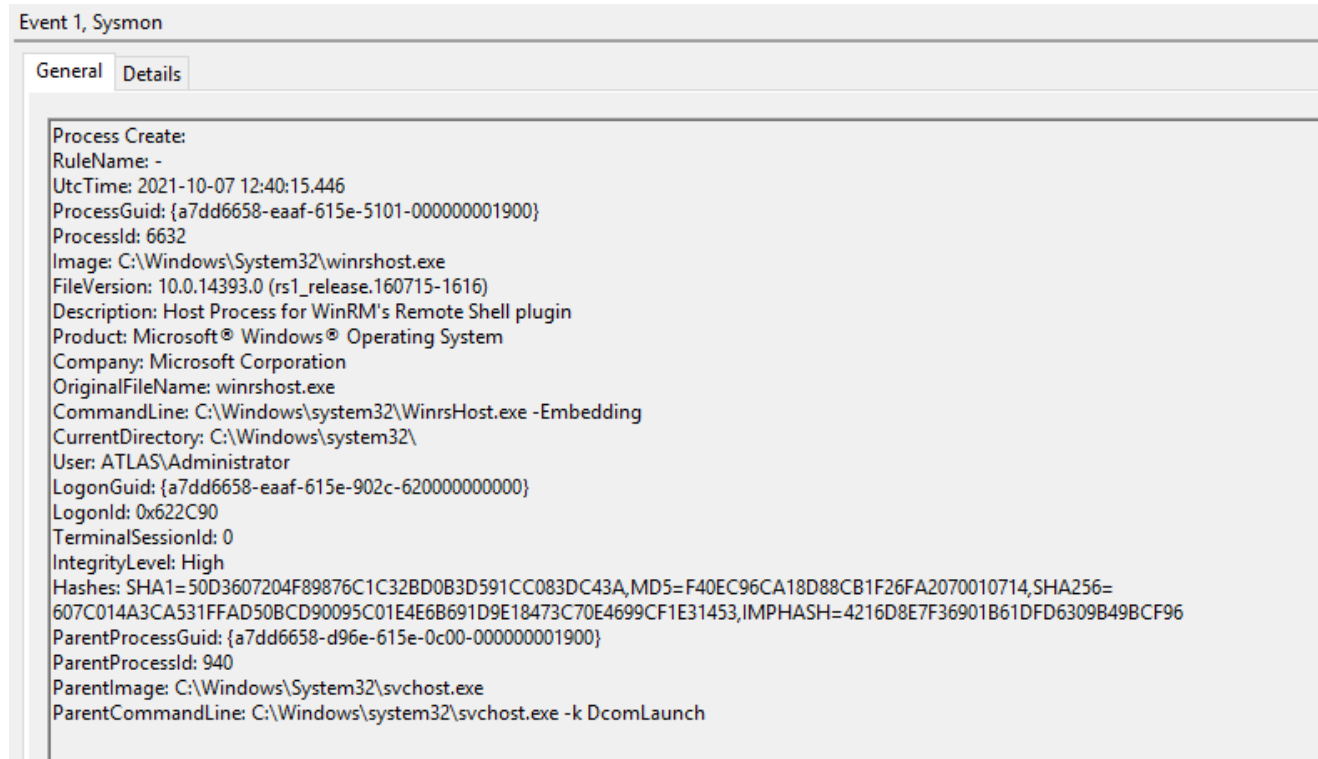 Event 1, Sysmon
General
Details
Process Create:
RuleName: -
UtcTime: 2021-10-07 12:40:15.446
ProcessGuid: {a7dd6658-eaaf-615e-5101-000000001900}
ProcessId: 6632
Image: C:\Windows\System32\winrshost.exe
FileVersion: 10.0.14393.0 (rs1_release.160715-1616)
Description: Host Process for WinRM's Remote Shell plugin
Product: Microsoft® Windows® Operating System
Company: Microsoft Corporation
OriginalFileName: winrshost.exe
CommandLine: C:\Windows\system32\WinrsHost.exe -Embedding
CurrentDirectory: C:\Windows\system32\
User: ATLAS\Administrator
LogonGuid: {a7dd6658-eaaf-615e-902c-620000000000}
LogonId: 0x622C90
TerminalSessionId: 0
IntegrityLevel: High
Hashes: SHA1=50D3607204F89876C1C32BD0B3D591CC083DC43A,MD5=F40EC96CA18D88CB1F26FA2070010714,SHA256=
607C014A3CA531FFAD50BCD90095C01E4E6B691D9E18473C70E4699CF1E31453,IMPHASH=4216D8E7F36901B61DFD6309B49BCF96
ParentProcessGuid: {a7dd6658-d96e-615e-0c00-000000001900}
ParentProcessId: 940
ParentImage: C:\Windows\System32\svchost.exe
ParentCommandLine: C:\Windows\system32\svchost.exe -k DcomLaunch